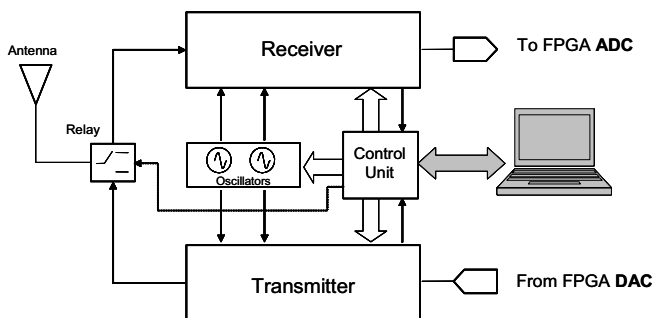 Antenna
Receiver
To FPGA ADC
Relay
Oscillators
Control
Unit
Transmitter
From FPGA DAC